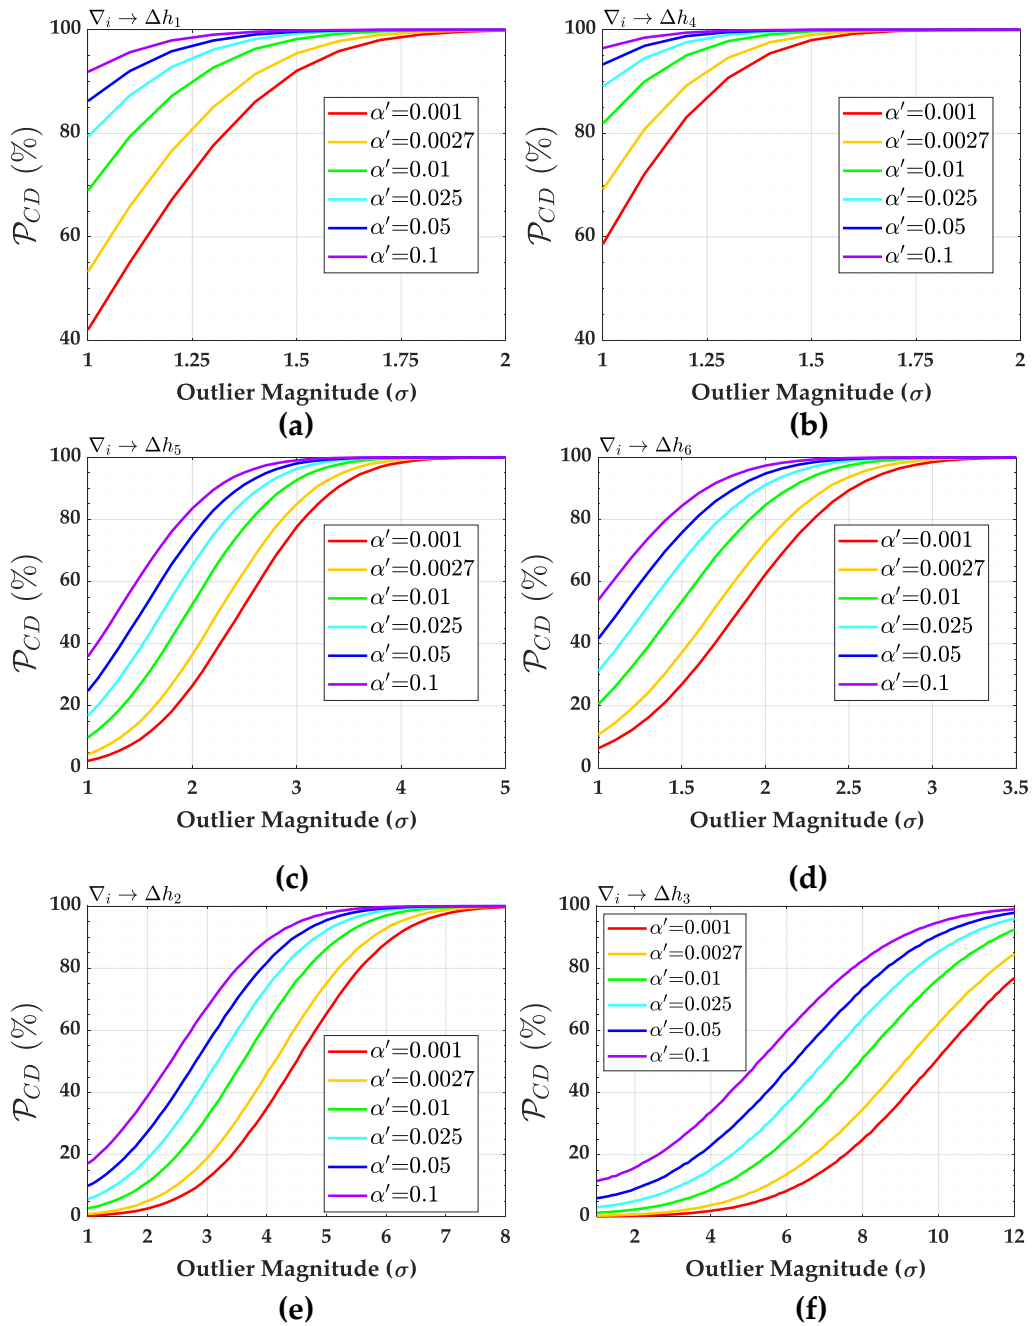 ∇i → Δh1
100
80
60
40
1 1.25 1.5 1.75 2
PCD (%)
α′=0.001
α′=0.0027
α′=0.01
α′=0.025
α′=0.05
α′=0.1
Outlier Magnitude (σ)
(a)
∇i → Δh4
100
80
60
40
1 1.25 1.5 1.75 2
PCD (%)
α′=0.001
α′=0.0027
α′=0.01
α′=0.025
α′=0.05
α′=0.1
Outlier Magnitude (σ)
(b)
∇i → Δh5
100
80
60
40
20
0
1 2 3 4 5
PCD (%)
α′=0.001
α′=0.0027
α′=0.01
α′=0.025
α′=0.05
α′=0.1
Outlier Magnitude (σ)
(c)
∇i → Δh6
100
80
60
40
20
0
1 1.5 2 2.5 3 3.5
PCD (%)
α′=0.001
α′=0.0027
α′=0.01
α′=0.025
α′=0.05
α′=0.1
Outlier Magnitude (σ)
(d)
∇i → Δh2
100
80
60
40
20
0
1 2 3 4 5 6 7 8
PCD (%)
α′=0.001
α′=0.0027
α′=0.01
α′=0.025
α′=0.05
α′=0.1
Outlier Magnitude (σ)
(e)
∇i → Δh3
100
80
60
40
20
0
2 4 6 8 10 12
PCD (%)
α′=0.001
α′=0.0027
α′=0.01
α′=0.025
α′=0.05
α′=0.1
Outlier Magnitude (σ)
(f)